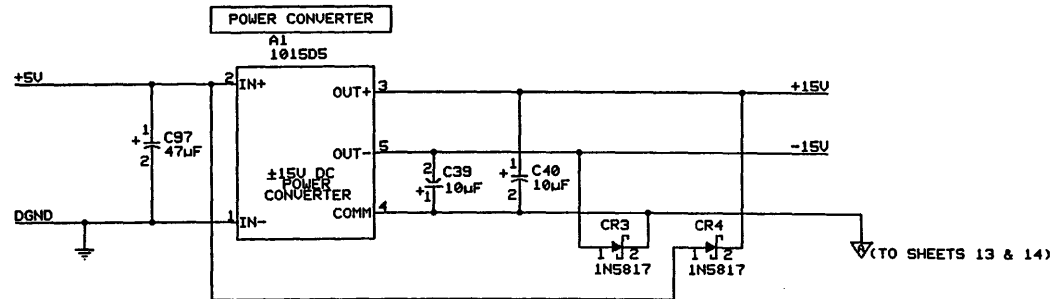 POWER CONVERTER
A1
1015D5
+5V
2 IN+
OUT+ 3
+15V
+ 1
2
C97
47µF
OUT- 5
-15V
±15V DC
POWER
CONVERTER
2
+ 1
C39
10µF
+ 1
2
C40
10µF
DGND
1 IN-
COMM 4
CR3
1 2
1N5817
CR4
1 2
1N5817
A (TO SHEETS 13 & 14)